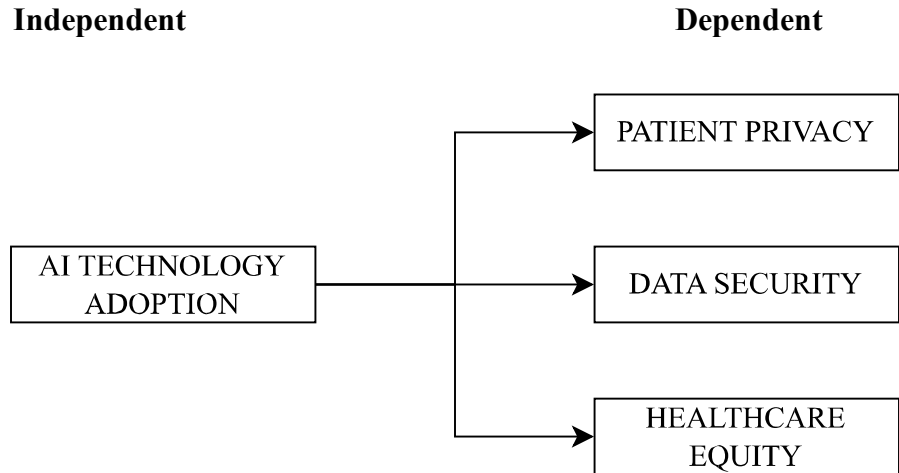 Independent
Dependent
PATIENT PRIVACY
AI TECHNOLOGY
ADOPTION
DATA SECURITY
HEALTHCARE
EQUITY